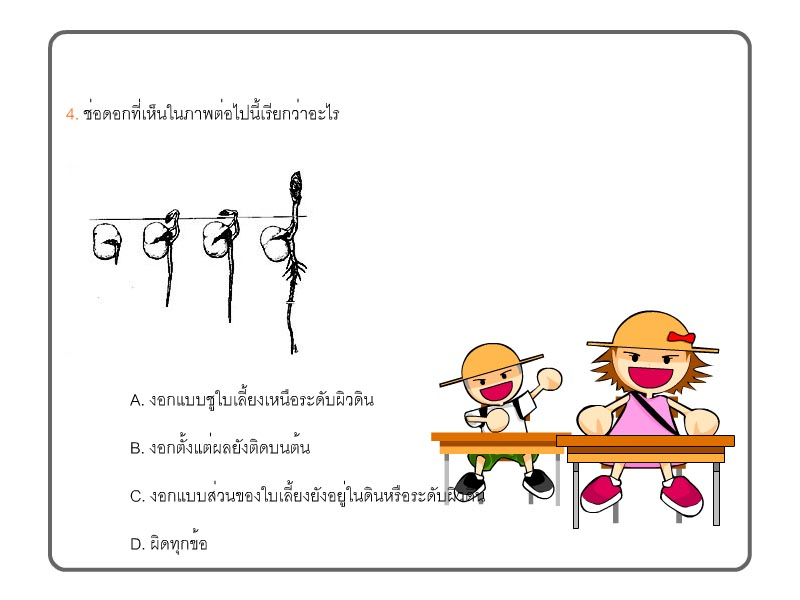 4. ช่อดอกที่เห็นในภาพต่อไปนี้เรียกว่าอะไร
A. งอกแบบชูใบเลี้ยงเหนือระดับผิวดิน
B. งอกตั้งแต่ผลยังติดบนต้น
C. งอกแบบส่วนของใบเลี้ยงยังอยู่ในดินหรือระดับผิวดิน
D. ผิดทุกข้อ